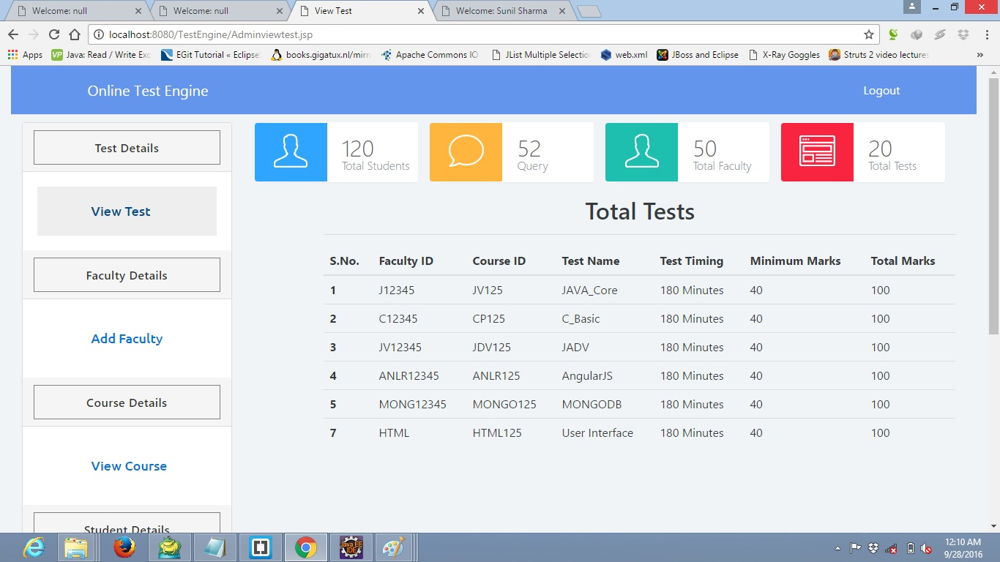 Welcome: null
Welcome: null
View Test
Welcome: Sunil Sharma
localhost:8080/TestEngine/Adminviewtest.jsp
Apps
VP Java: Read / Write Exc
EGit Tutorial « Eclipse
books.gigatux.nl/mirr
Apache Commons IO
JList Multiple Selectio
web.xml
JBoss and Eclipse
X-Ray Goggles
Struts 2 video lectures
»
Online Test Engine
Logout
Test Details
View Test
Faculty Details
Add Faculty
Course Details
View Course
Student Details
120
Total Students
52
Query
50
Total Faculty
20
Total Tests
Total Tests
S.No. Faculty ID Course ID Test Name Test Timing Minimum Marks Total Marks
1 J12345 JV125 JAVA_Core 180 Minutes 40 100
2 C12345 CP125 C_Basic 180 Minutes 40 100
3 JV12345 JDV125 JADV 180 Minutes 40 100
4 ANLR12345 ANLR125 AngularJS 180 Minutes 40 100
5 MONG12345 MONGO125 MONGODB 180 Minutes 40 100
7 HTML HTML125 User Interface 180 Minutes 40 100
Java EE
IDE
12:10 AM
9/28/2016